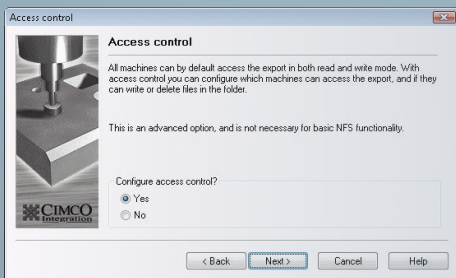 Access control
Access control
All machines can by default access the export in both read and write mode. With
access control you can configure which machines can access the export, and if they
can write or delete files in the folder.
This is an advanced option, and is not necessary for basic NFS functionality.
Configure access control?
Yes
No
CIMCO
Integration
< Back
Next >
Cancel
Help